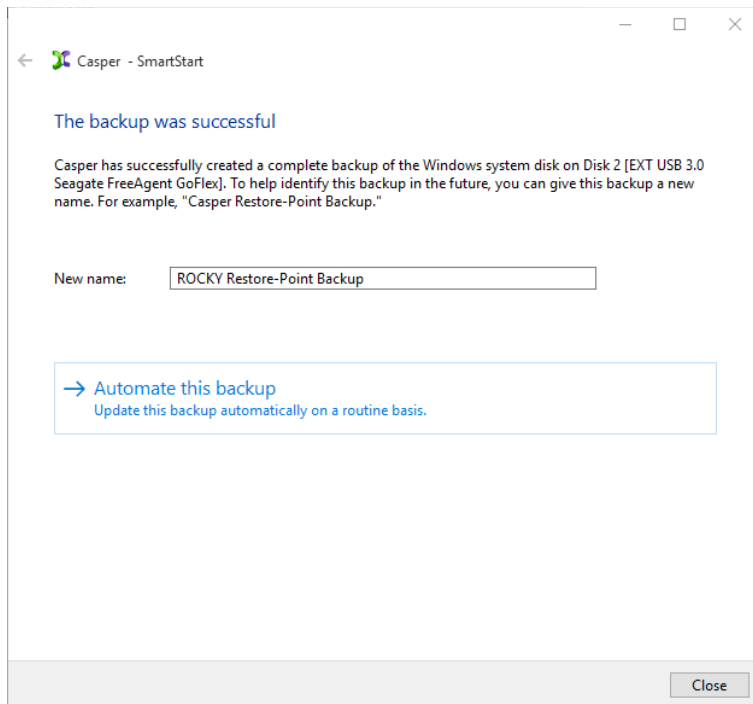 Casper - SmartStart
The backup was successful
Casper has successfully created a complete backup of the Windows system disk on Disk 2 [EXT USB 3.0
Seagate FreeAgent GoFlex]. To help identify this backup in the future, you can give this backup a new
name. For example, "Casper Restore-Point Backup."
New name: ROCKY Restore-Point Backup
Automate this backup
Update this backup automatically on a routine basis.
Close